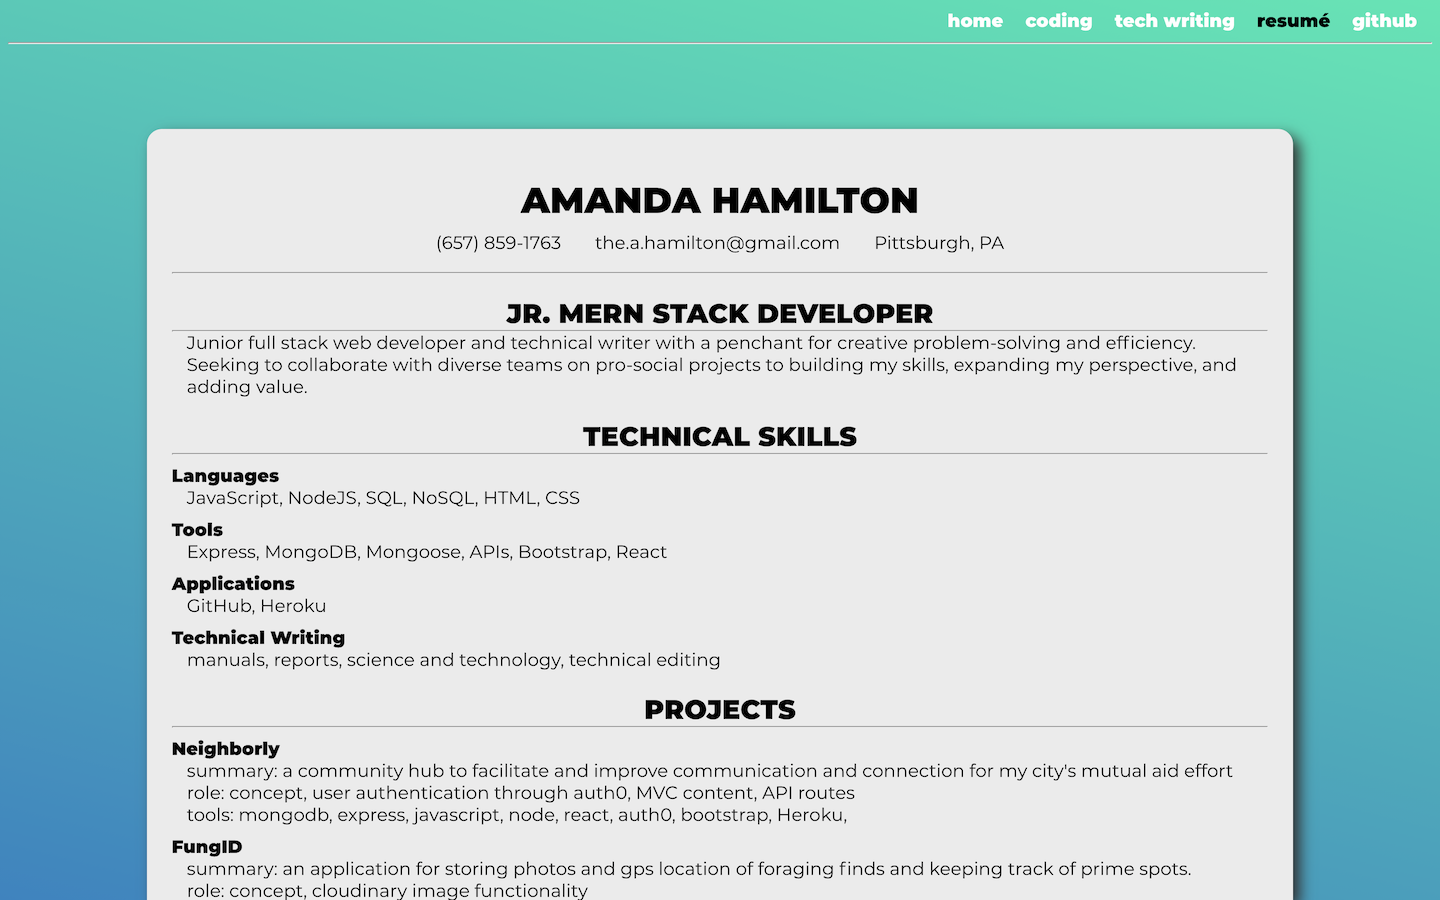 home coding tech writing resumé github
AMANDA HAMILTON
(657) 859-1763 the.a.hamilton@gmail.com Pittsburgh, PA
JR. MERN STACK DEVELOPER
Junior full stack web developer and technical writer with a penchant for creative problem-solving and efficiency.
Seeking to collaborate with diverse teams on pro-social projects to building my skills, expanding my perspective, and
adding value.
TECHNICAL SKILLS
Languages
JavaScript, NodeJS, SQL, NoSQL, HTML, CSS
Tools
Express, MongoDB, Mongoose, APIs, Bootstrap, React
Applications
GitHub, Heroku
Technical Writing
manuals, reports, science and technology, technical editing
PROJECTS
Neighborly
summary: a community hub to facilitate and improve communication and connection for my city's mutual aid effort
role: concept, user authentication through auth0, MVC content, API routes
tools: mongodb, express, javascript, node, react, auth0, bootstrap, Heroku,
FungID
summary: an application for storing photos and gps location of foraging finds and keeping track of prime spots.
role: concept, cloudinary image functionality